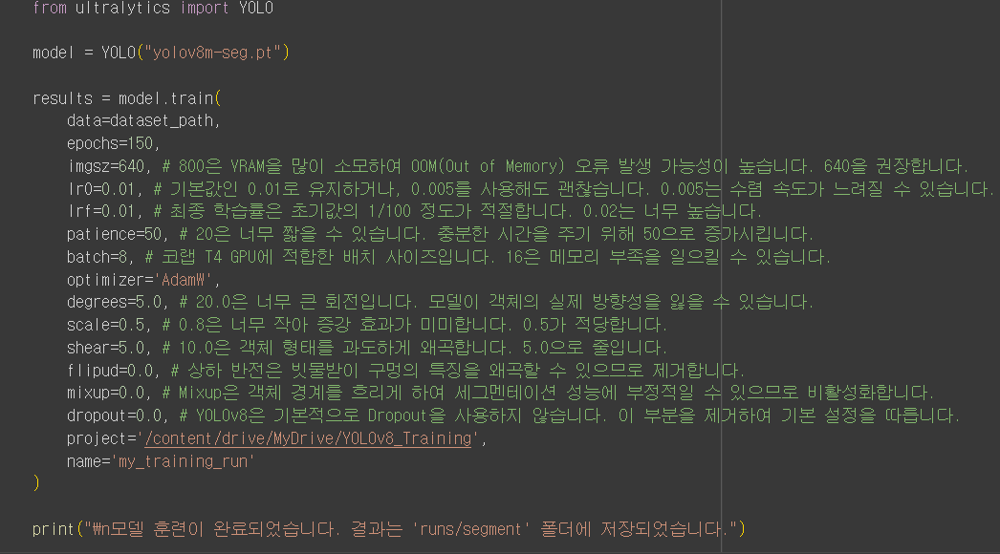 from ultralytics import YOLO
model = YOLO("yolov8m-seg.pt")
results = model.train(
data=dataset_path,
epochs=150,
imgsz=640, # 800은 VRAM을 많이 소모하여 OOM(Out of Memory) 오류 발생 가능성이 높습니다. 640을 권장합니다.
lr0=0.01, # 기본값인 0.01로 유지하거나, 0.005를 사용해도 괜찮습니다. 0.005는 수렴 속도가 느려질 수 있습니다.
lrf=0.01, # 최종 학습률은 초기값의 1/100 정도가 적절합니다. 0.02는 너무 높습니다.
patience=50, # 20은 너무 짧을 수 있습니다. 충분한 시간을 주기 위해 50으로 증가시킵니다.
batch=8, # 코랩 T4 GPU에 적합한 배치 사이즈입니다. 16은 메모리 부족을 일으킬 수 있습니다.
optimizer='AdamW',
degrees=5.0, # 20.0은 너무 큰 회전입니다. 모델이 객체의 실제 방향성을 잃을 수 있습니다.
scale=0.5, # 0.8은 너무 작아 증강 효과가 미미합니다. 0.5가 적당합니다.
shear=5.0, # 10.0은 객체 형태를 과도하게 왜곡합니다. 5.0으로 줄입니다.
flipud=0.0, # 상하 반전은 빗물받이 구멍의 특징을 왜곡할 수 있으므로 제거합니다.
mixup=0.0, # Mixup은 객체 경계를 흐리게 하여 세그멘테이션 성능에 부정적일 수 있으므로 비활성화합니다.
dropout=0.0, # YOLOv8은 기본적으로 Dropout을 사용하지 않습니다. 이 부분을 제거하여 기본 설정을 따릅니다.
project='/content/drive/MyDrive/YOLOv8_Training',
name='my_training_run'
)
print("₩n모델 훈련이 완료되었습니다. 결과는 'runs/segment' 폴더에 저장되었습니다.")